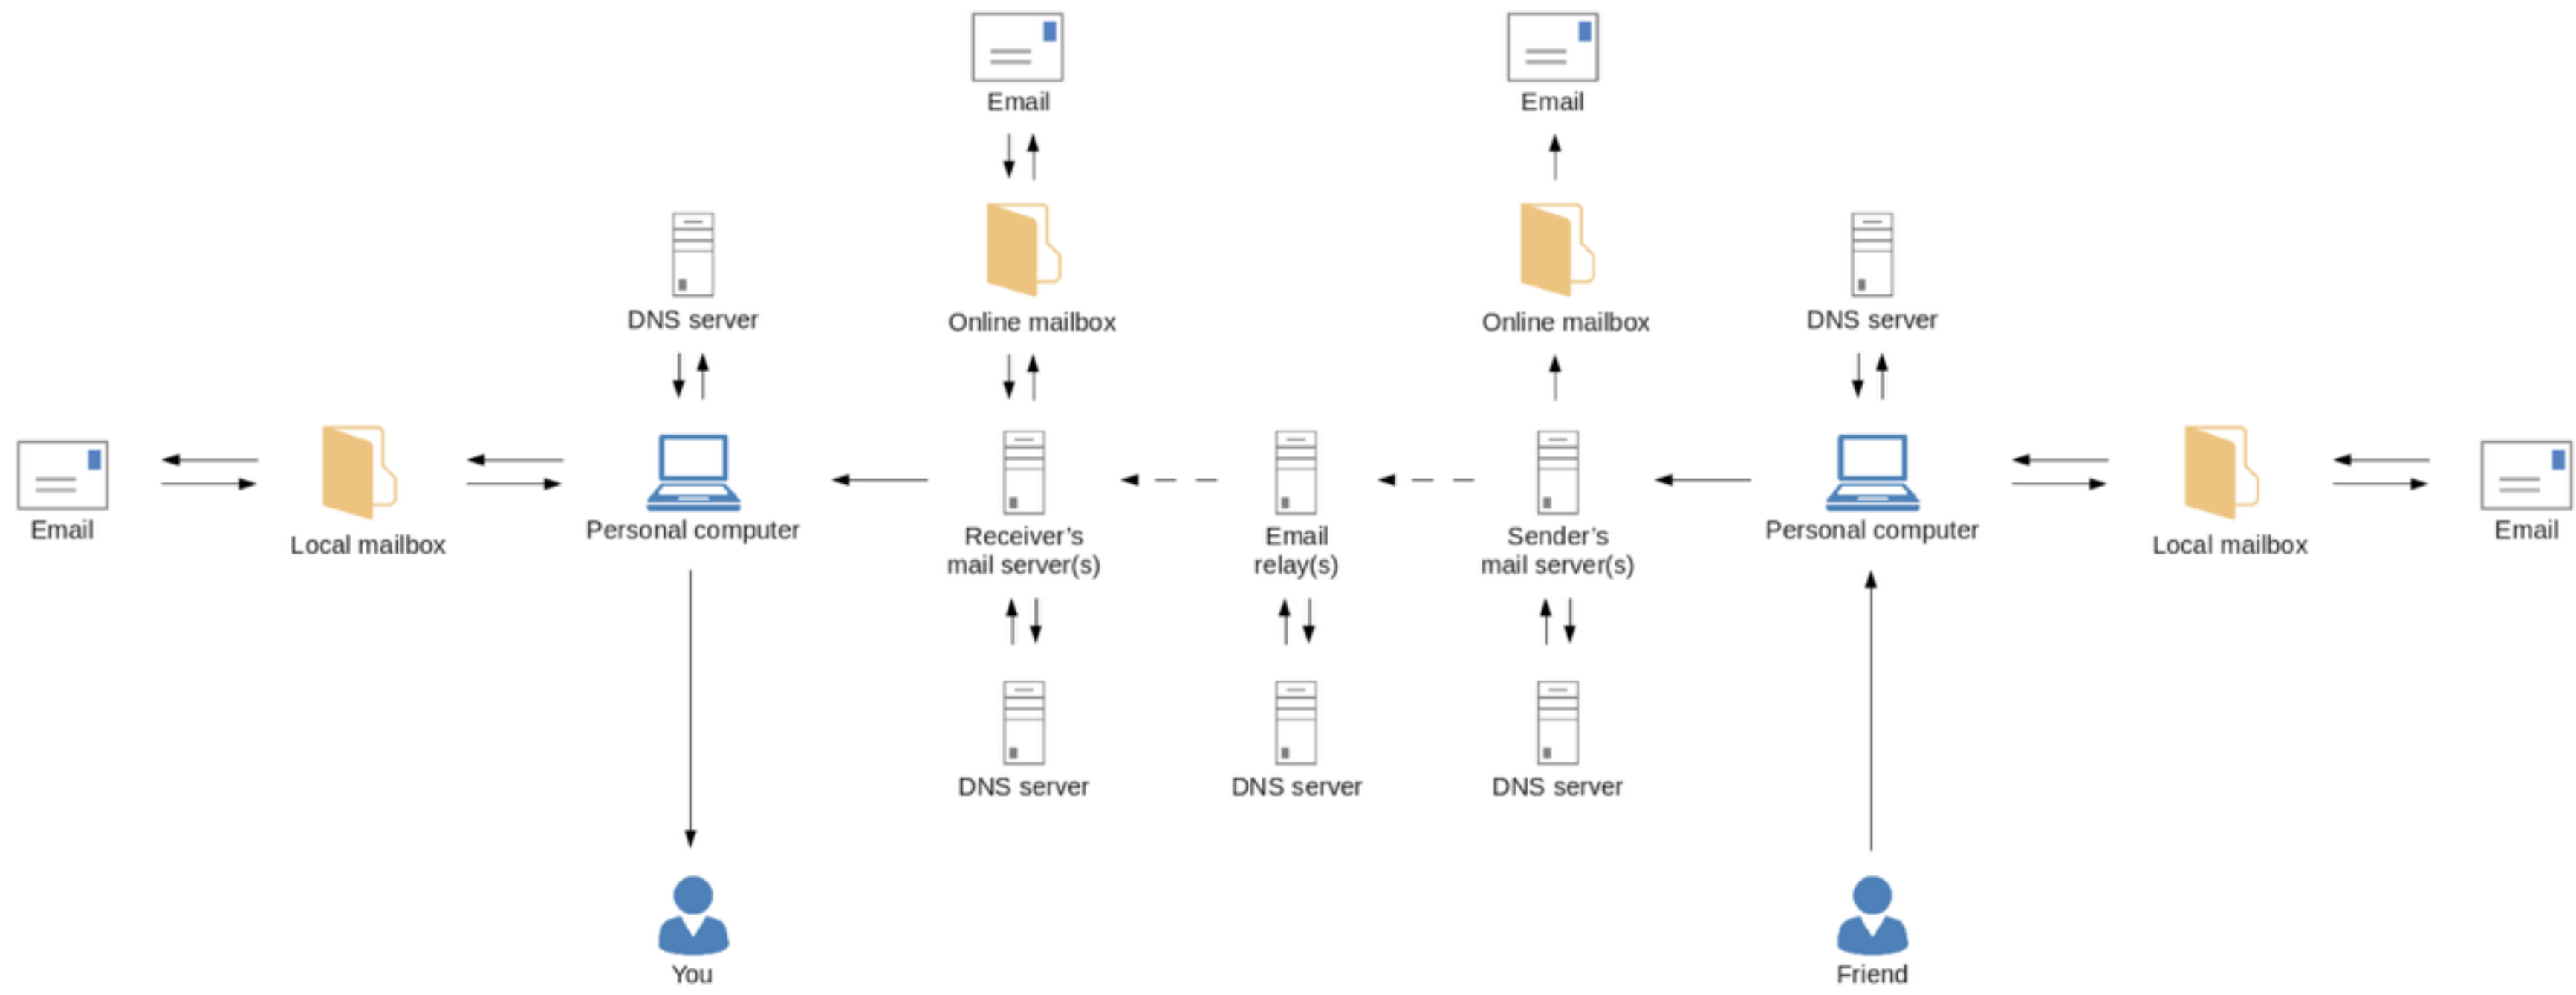 Email
Email
DNS server
Online mailbox
Online mailbox
DNS server
Email
Local mailbox
Personal computer
Receiver's
mail server(s)
Email
relay(s)
Sender's
mail server(s)
Personal computer
Local mailbox
Email
DNS server
DNS server
DNS server
You
Friend